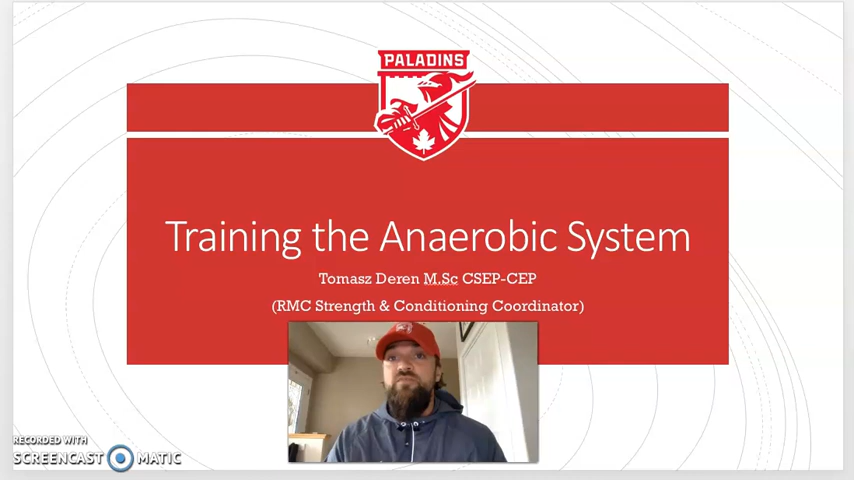 PALADINS
Training the Anaerobic System
Tomasz Deren M.Sc CSEP-CEP
(RMC Strength & Conditioning Coordinator)
RECORDED WITH
SCREENCAST MATIC